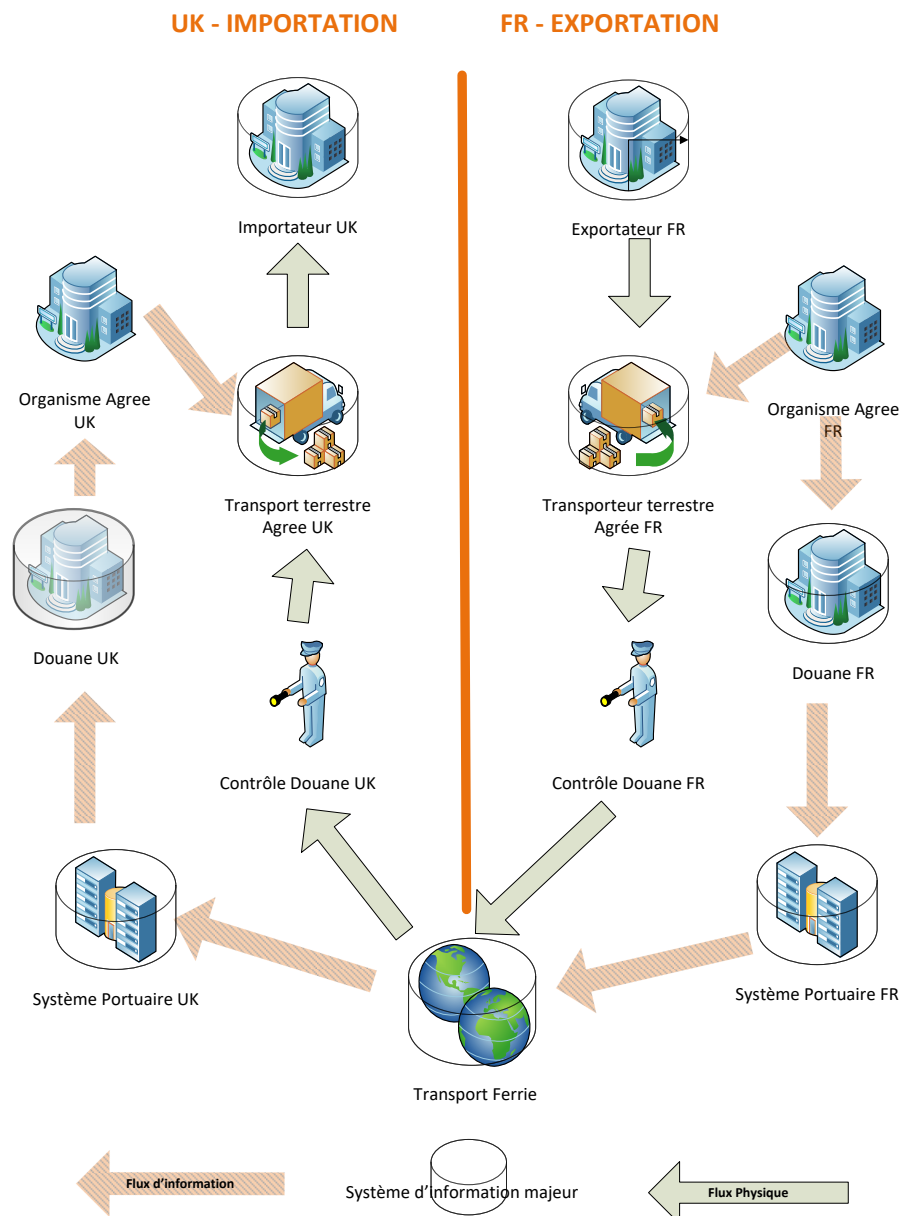 UK - IMPORTATION
FR - EXPORTATION
Importateur UK
Exportateur FR
Organisme Agree
UK
Organisme Agree
FR
Transport terrestre
Agree UK
Transporteur terrestre
Agrée FR
Douane UK
Douane FR
Contrôle Douane UK
Contrôle Douane FR
Système Portuaire UK
Système Portuaire FR
Transport Ferrie
Flux d'information
Système d'information majeur
Flux Physique